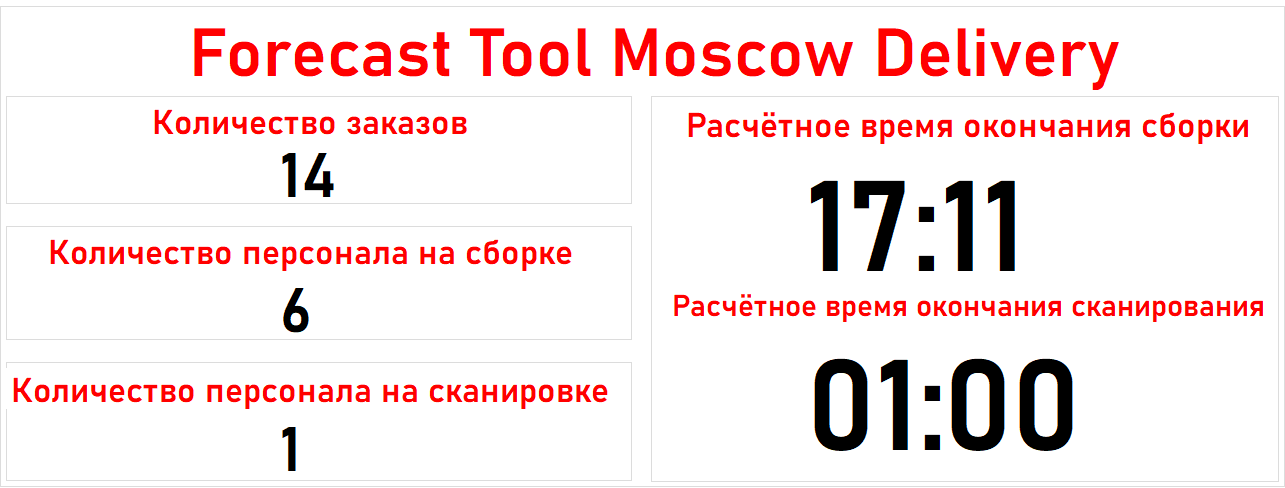 Forecast Tool Moscow Delivery
Количество заказов
14
Количество персонала на сборке
6
Количество персонала на сканировке
1
Расчётное время окончания сборки
17:11
Расчётное время окончания сканирования
01:00